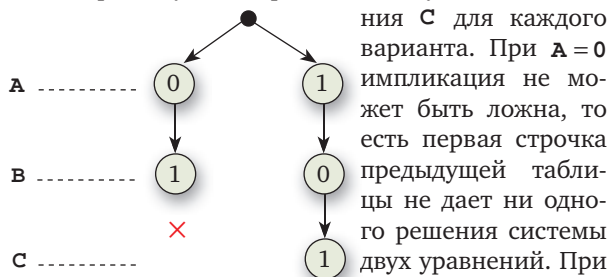 ния C для каждого
варианта. При A = 0
импликация не мо-
жет быть ложна, то
есть первая строчка
предыдущей табли-
цы не дает ни одно-
го решения системы
двух уравнений. При
A 0 1
B 1 0
C 1